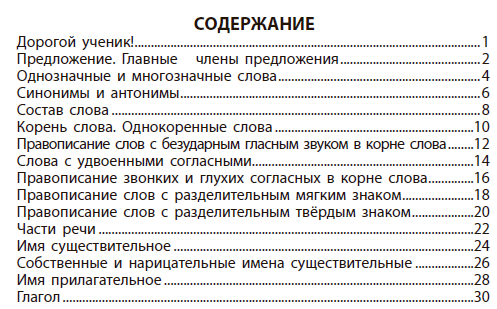 СОДЕРЖАНИЕ
Дорогой ученик!..........................................................................1
Предложение. Главные члены предложения................................2
Однозначные и многозначные слова............................................4
Синонимы и антонимы.................................................................6
Состав слова................................................................................8
Корень слова. Однокоренные слова............................................10
Правописание слов с безударным гласным звуком в корне слова.......12
Слова с удвоенными согласными................................................14
Правописание звонких и глухих согласных в корне слова..........16
Правописание слов с разделительным мягким знаком................18
Правописание слов с разделительным твёрдым знаком..............20
Части речи..................................................................................22
Имя существительное.................................................................24
Собственные и нарицательные имена существительные.............26
Имя прилагательное...................................................................28
Глагол........................................................................................30